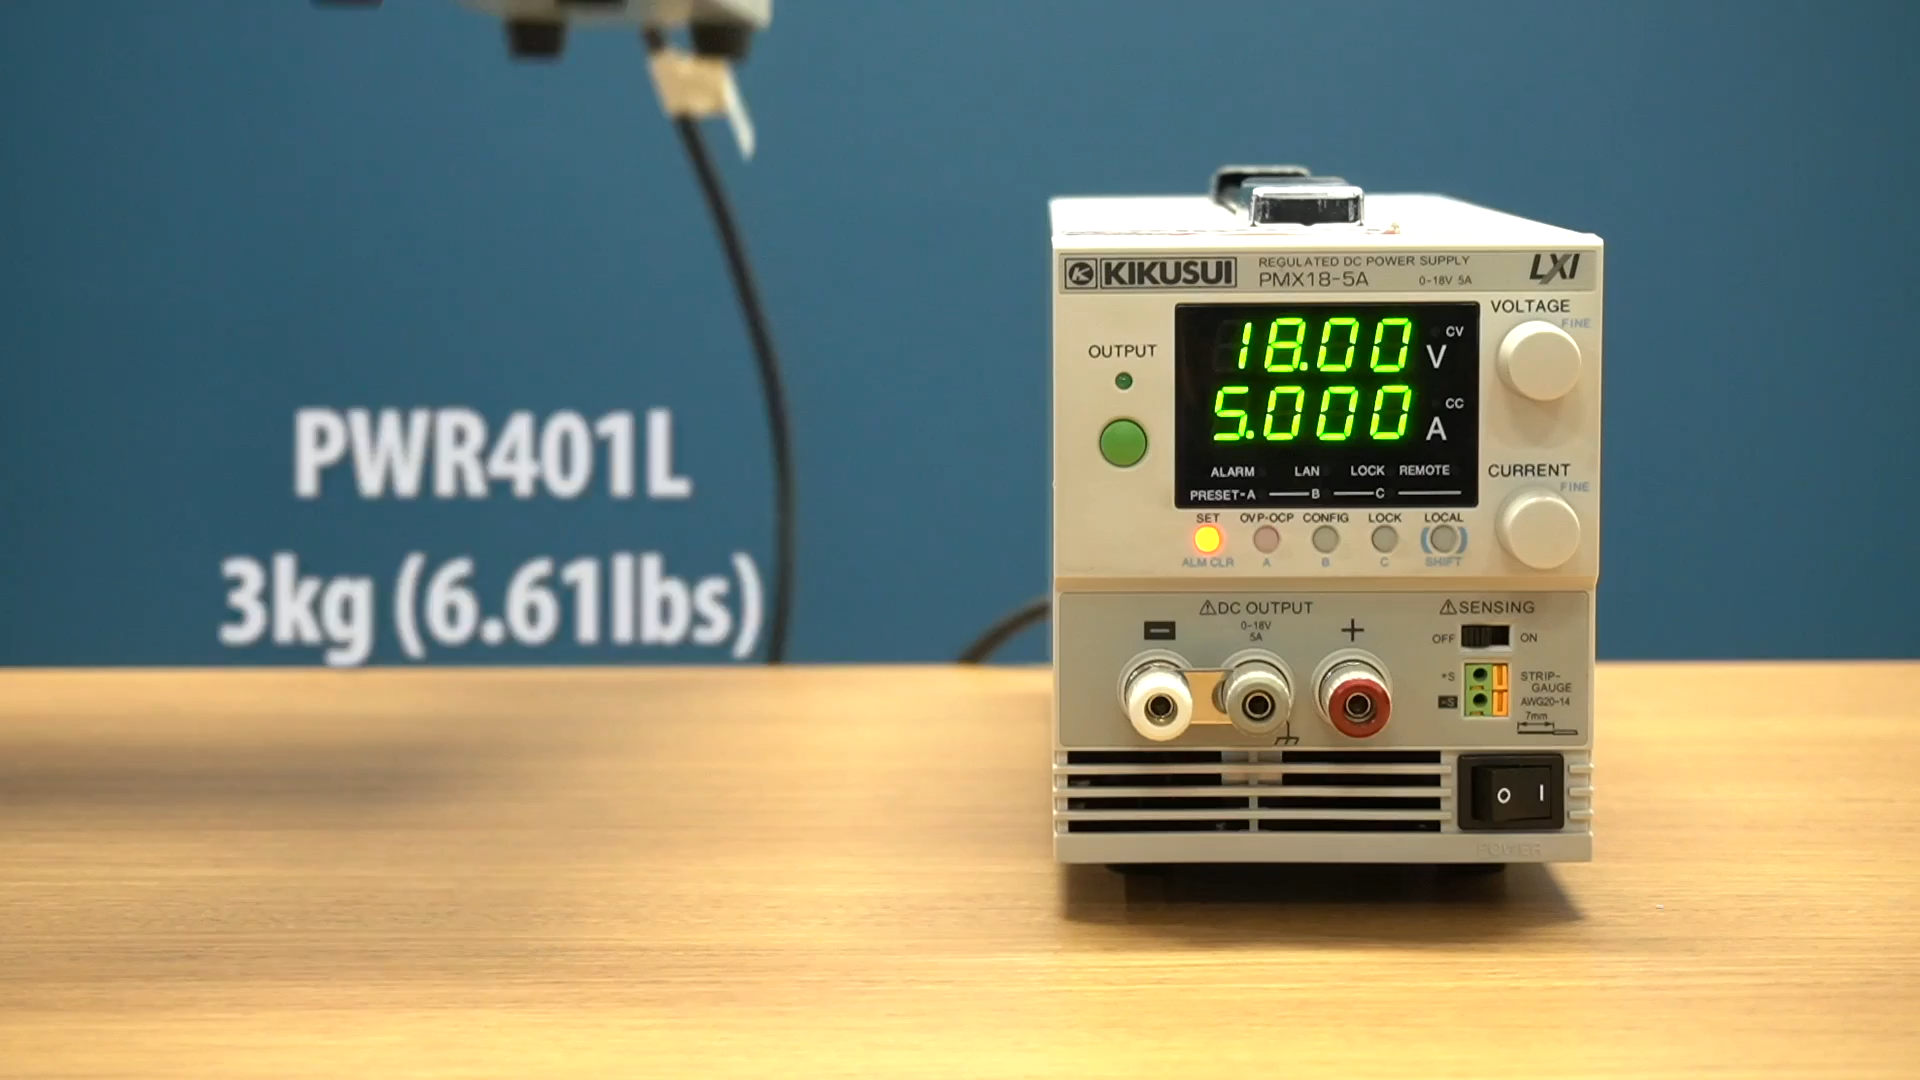 PWR401L
3kg (6.61lbs)
KIKUSUI
REGULATED DC POWER SUPPLY
PMX18-5A
0-18V 5A
LXI
VOLTAGE
FINE
OUTPUT
18.00 V CV
5.000 A CC
CURRENT
FINE
ALARM LAN LOCK REMOTE
PRESET-A B C
SET OVP-OCP CONFIG LOCK LOCAL
ALM CLR A B C SHIFT
⚠DC OUTPUT
0-18V
5A
- +
⚠SENSING
OFF ON
+S
-S
STRIP-
GAUGE
AWG20-14
7mm
O I
POWER